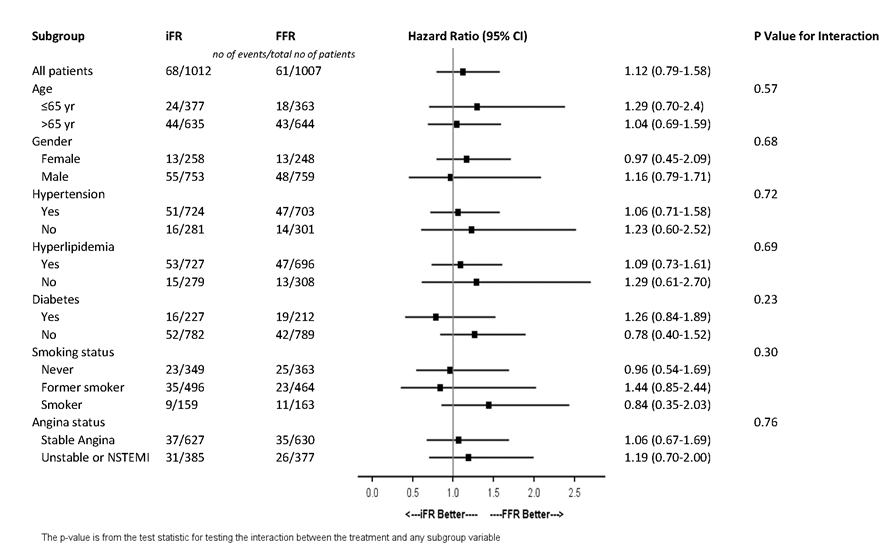 Subgroup iFR FFR Hazard Ratio (95% CI) P Value for Interaction
no of events/total no of patients
All patients 68/1012 61/1007 1.12 (0.79-1.58)
Age 0.57
≤65 yr 24/377 18/363 1.29 (0.70-2.4)
>65 yr 44/635 43/644 1.04 (0.69-1.59)
Gender 0.68
Female 13/258 13/248 0.97 (0.45-2.09)
Male 55/753 48/759 1.16 (0.79-1.71)
Hypertension 0.72
Yes 51/724 47/703 1.06 (0.71-1.58)
No 16/281 14/301 1.23 (0.60-2.52)
Hyperlipidemia 0.69
Yes 53/727 47/696 1.09 (0.73-1.61)
No 15/279 13/308 1.29 (0.61-2.70)
Diabetes 0.23
Yes 16/227 19/212 1.26 (0.84-1.89)
No 52/782 42/789 0.78 (0.40-1.52)
Smoking status 0.30
Never 23/349 25/363 0.96 (0.54-1.69)
Former smoker 35/496 23/464 1.44 (0.85-2.44)
Smoker 9/159 11/163 0.84 (0.35-2.03)
Angina status 0.76
Stable Angina 37/627 35/630 1.06 (0.67-1.69)
Unstable or NSTEMI 31/385 26/377 1.19 (0.70-2.00)
0.0 0.5 1.0 1.5 2.0 2.5
<---iFR Better---- ----FFR Better--->
The p-value is from the test statistic for testing the interaction between the treatment and any subgroup variable